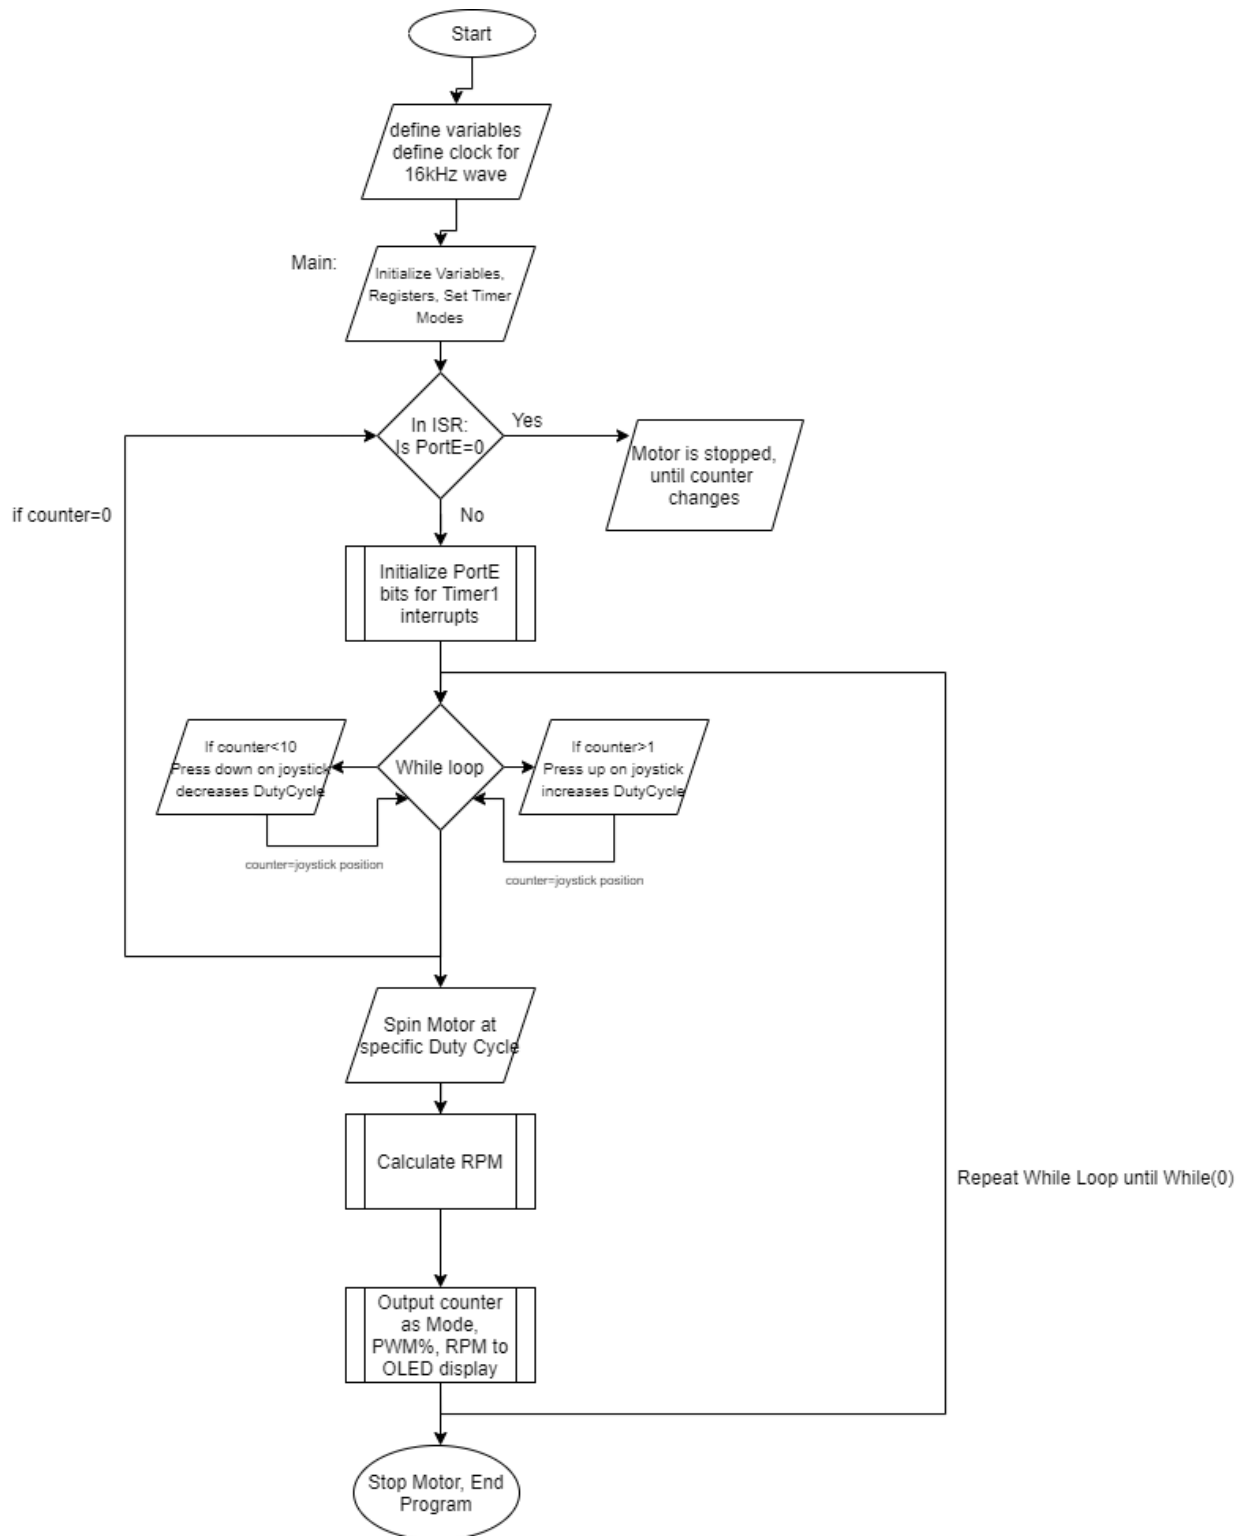 Start
define variables
define clock for
16kHz wave
Main:
Initialize Variables,
Registers, Set Timer
Modes
In ISR:
Is PortE=0
Yes
Motor is stopped,
until counter
changes
if counter=0
No
Initialize PortE
bits for Timer1
interrupts
If counter<10
Press down on joystick
decreases DutyCycle
While loop
If counter>1
Press up on joystick
increases DutyCycle
counter=joystick position
counter=joystick position
Spin Motor at
specific Duty Cycle
Calculate RPM
Repeat While Loop until While(0)
Output counter
as Mode,
PWM%, RPM to
OLED display
Stop Motor, End
Program